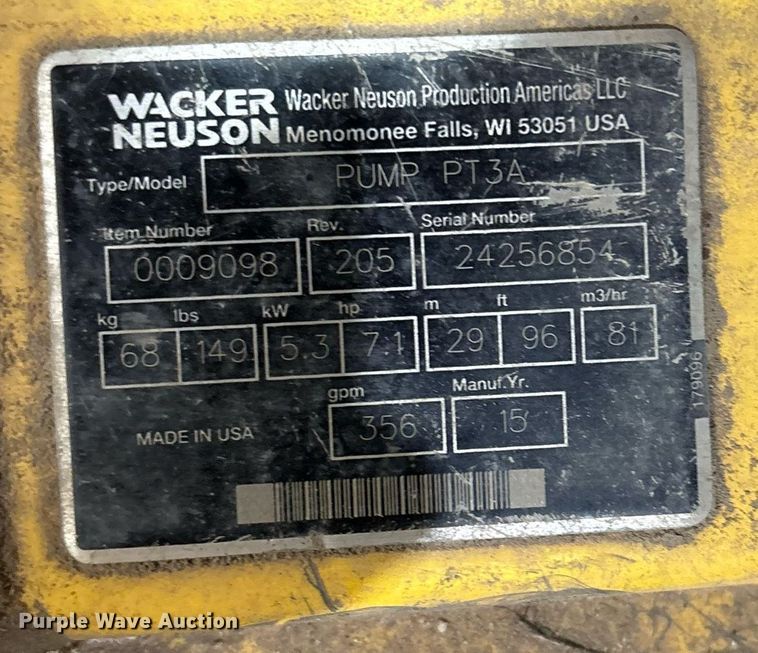 WACKER NEUSON
Wacker Neuson Production Americas LLC
Menomonee Falls, WI 53051 USA
Type/Model PUMP PT3A
Item Number Rev. Serial Number
0009098 205 24256854
kg lbs kW hp m ft m3/hr
68 149 5.3 7.1 29 96 81
gpm Manuf.Yr.
MADE IN USA 356 15
179096
Purple Wave Auction